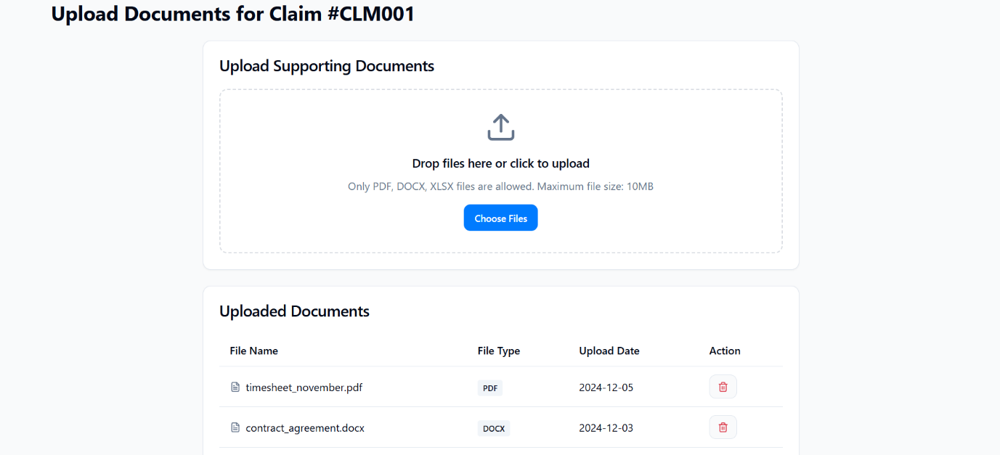 Upload Documents for Claim #CLM001
Upload Supporting Documents
Drop files here or click to upload
Only PDF, DOCX, XLSX files are allowed. Maximum file size: 10MB
Choose Files
Uploaded Documents
File Name File Type Upload Date Action
timesheet_november.pdf PDF 2024-12-05
contract_agreement.docx DOCX 2024-12-03